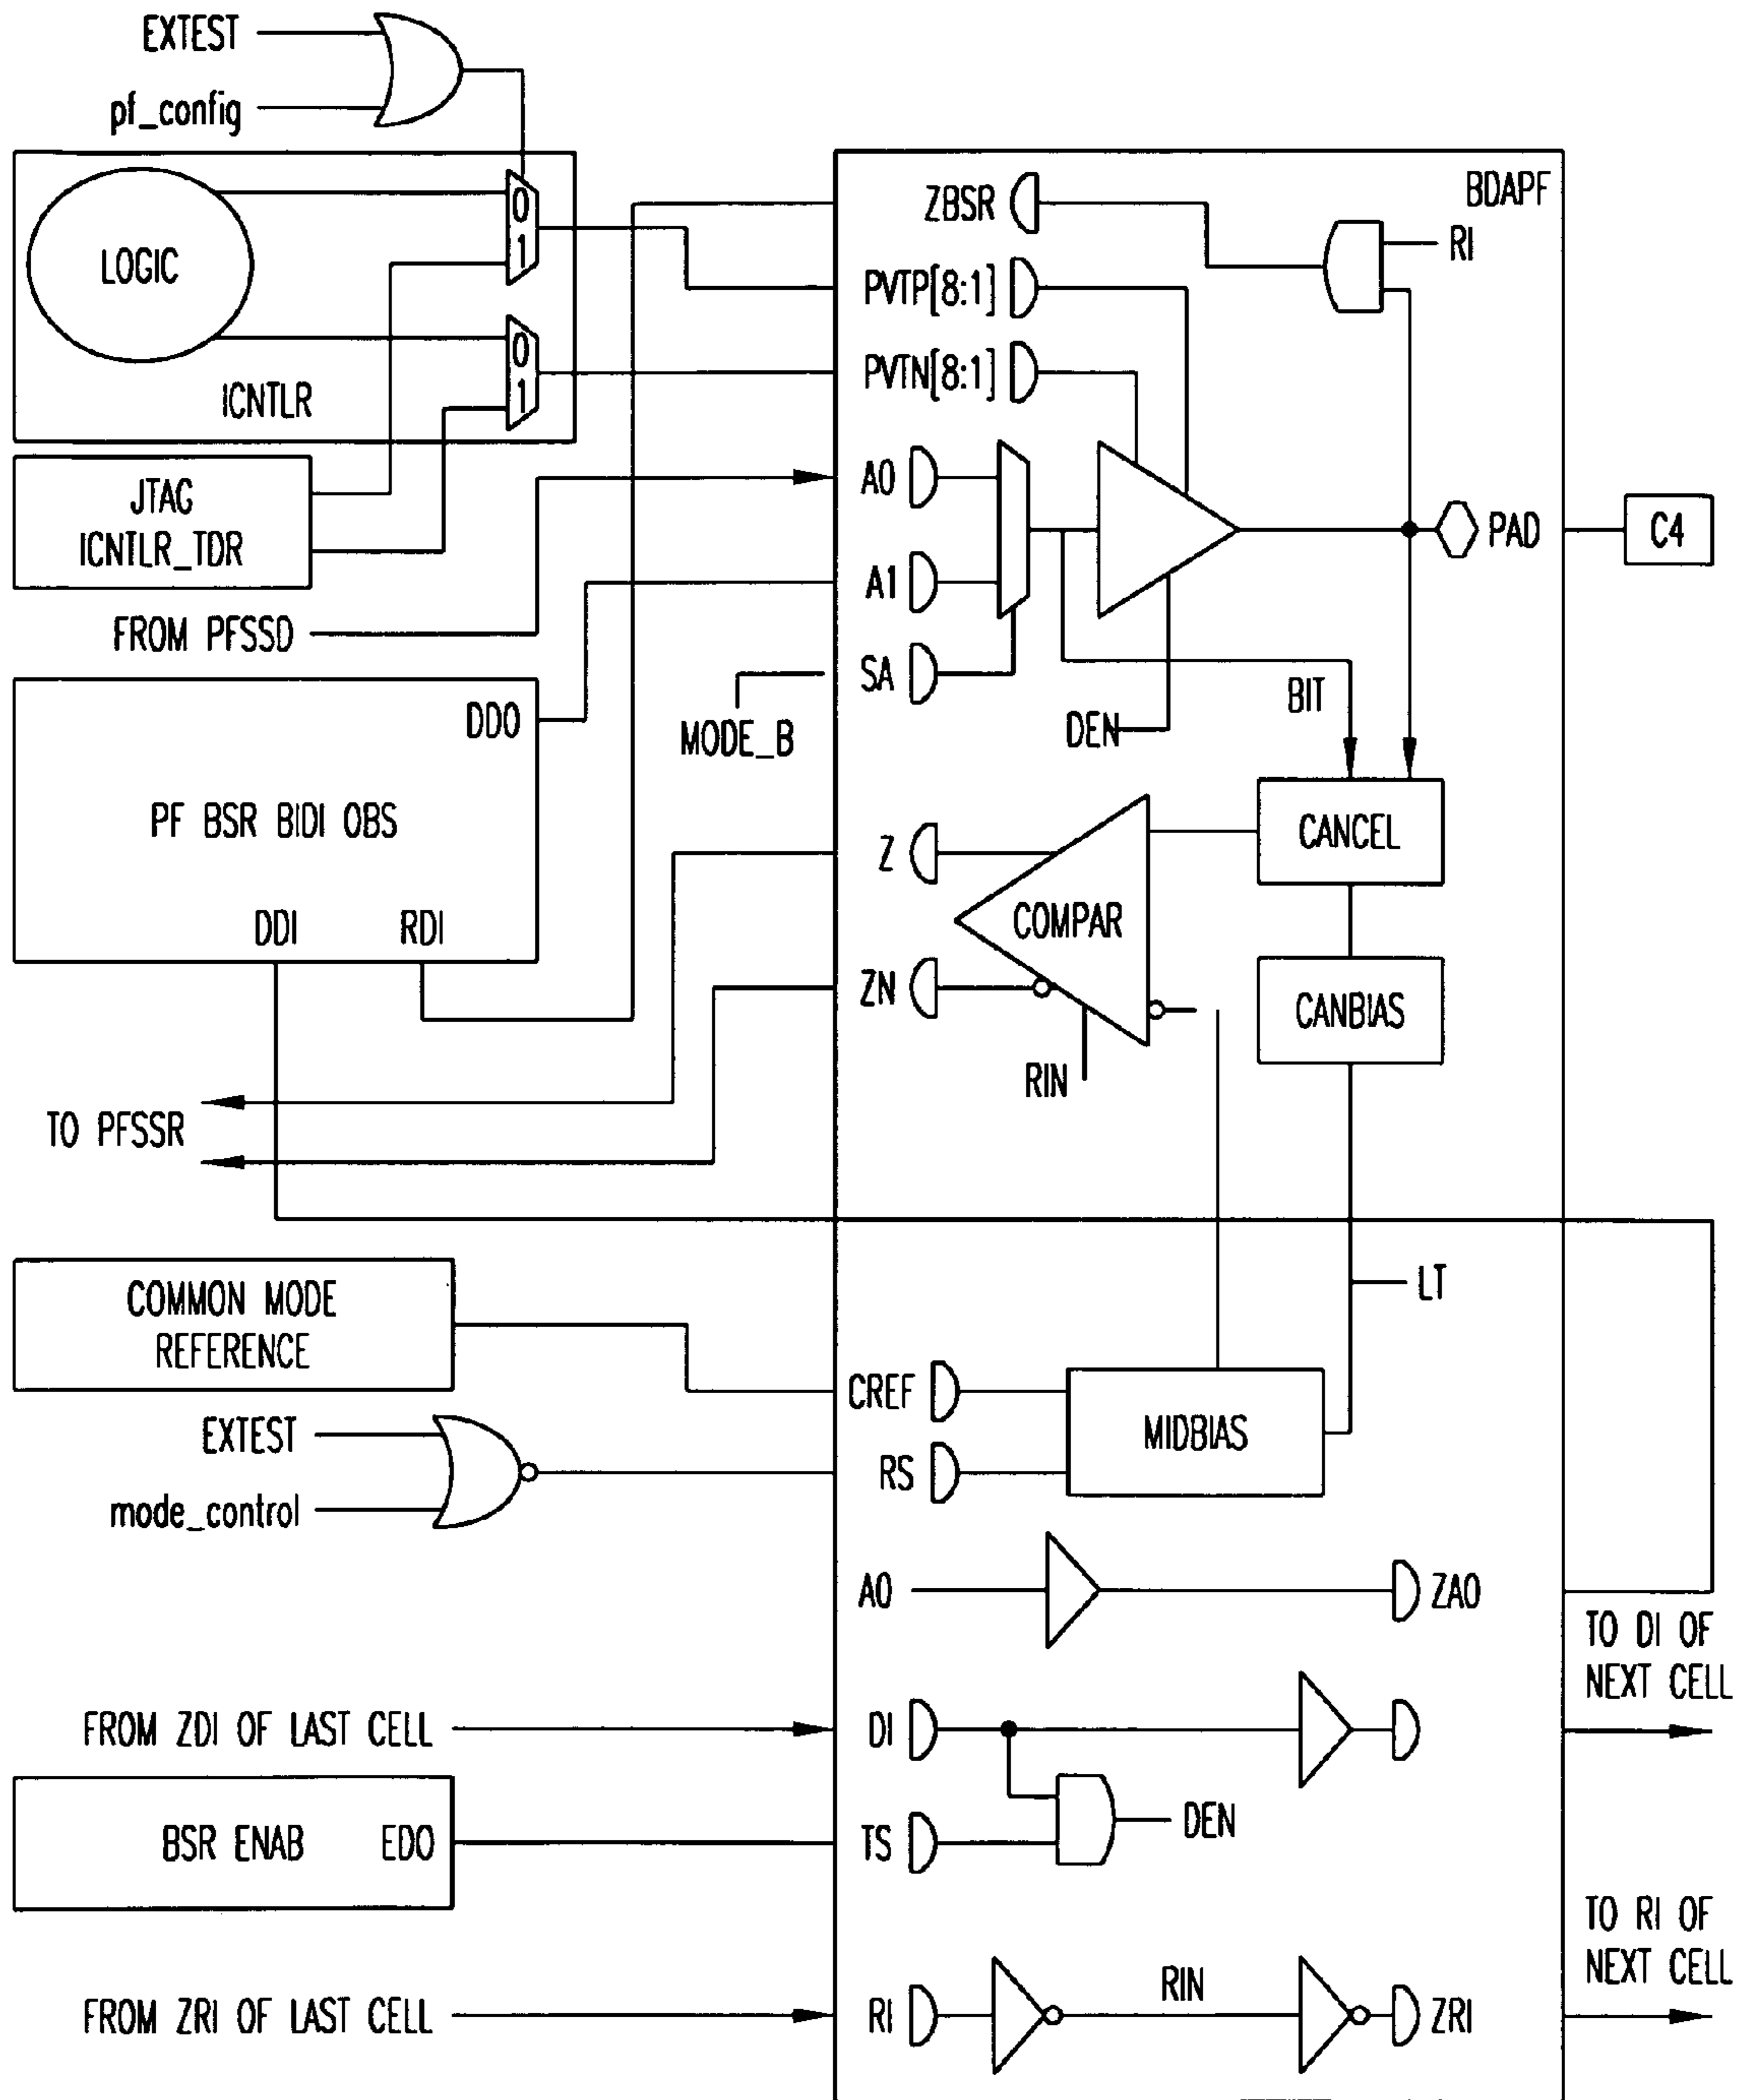 EXTEST
pf_config
BDAPF
0
1
LOGIC
ZBSR
RI
PVTP[8:1]
0
1
PVTN[8:1]
ICNTLR
JTAG
ICNTLR_TDR
A0
PAD
C4
A1
FROM PFSSD
SA
MODE_B
DEN
BIT
DDO
PF BSR BIDI OBS
DDI
RDI
Z
COMPAR
CANCEL
ZN
CANBIAS
RIN
TO PFSSR
COMMON MODE
REFERENCE
LT
CREF
MIDBIAS
RS
EXTEST
mode_control
A0
ZA0
TO DI OF
NEXT CELL
FROM ZDI OF LAST CELL
DI
BSR ENAB
EDO
TS
DEN
TO RI OF
NEXT CELL
FROM ZRI OF LAST CELL
RI
RIN
ZRI